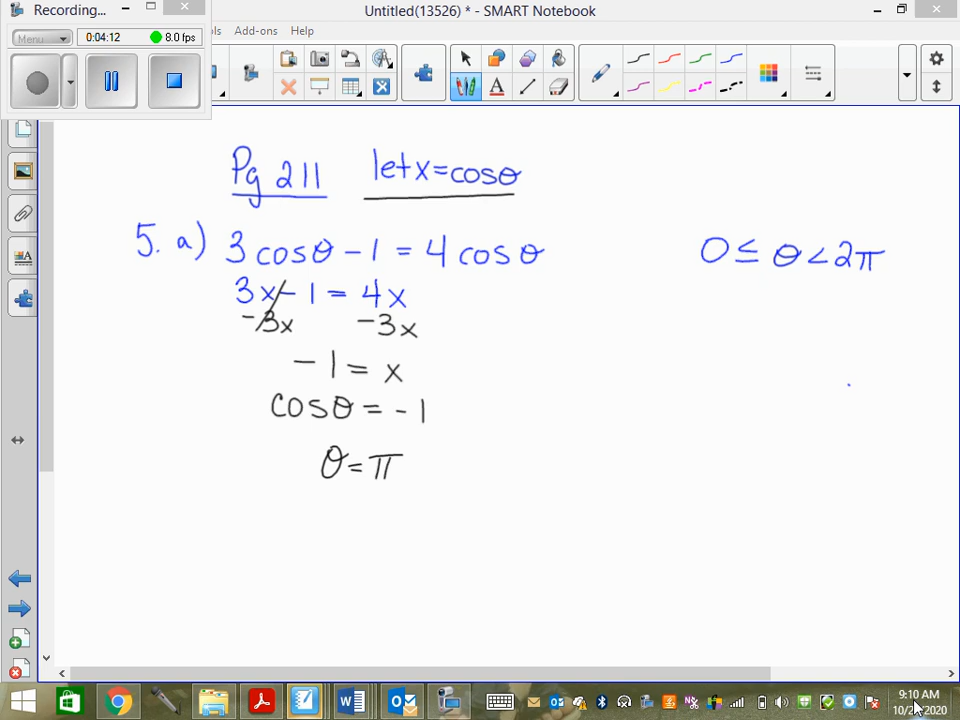 Recording...
Untitled(13526) * - SMART Notebook
Menu
0:04:12
8.0 fps
Add-ons
Help
Pg 211 let x=cosθ
5. a) 3 cosθ - 1 = 4 cosθ
0 ≤ θ < 2π
3x - 1 = 4x
-3x -3x
-1 = x
cosθ = -1
θ = π
9:10 AM